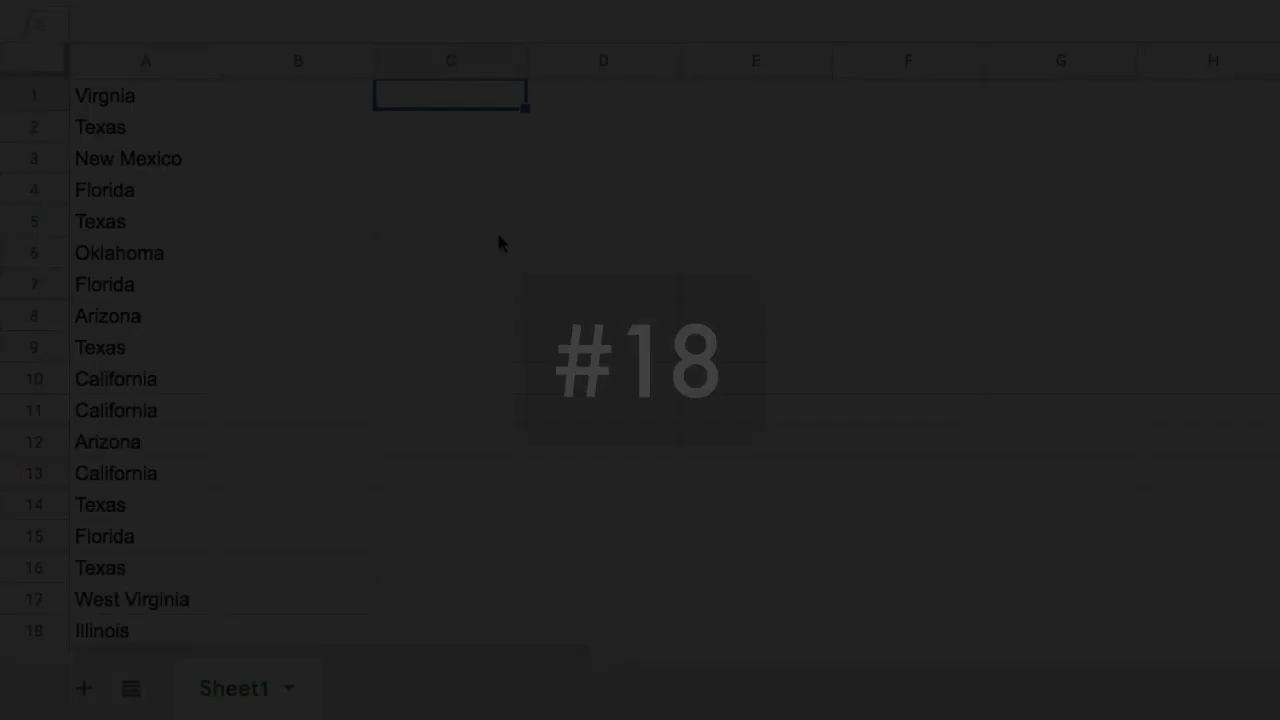 fx
A B C D E F G H
1 Virgnia
2 Texas
3 New Mexico
4 Florida
5 Texas
6 Oklahoma
7 Florida
8 Arizona
9 Texas
10 California
11 California
12 Arizona
13 California
14 Texas
15 Florida
16 Texas
17 West Virginia
18 Illinois
#18
+ Sheet1